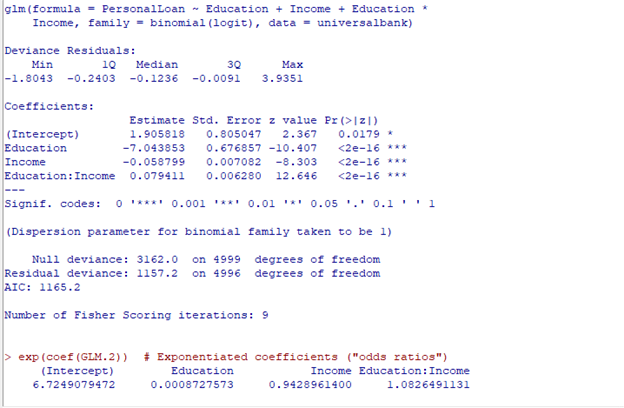 glm(formula = PersonalLoan ~ Education + Income + Education *
    Income, family = binomial(logit), data = universalbank)
Deviance Residuals:
    Min      1Q  Median      3Q     Max
-1.8043 -0.2403 -0.1236 -0.0091  3.9351
Coefficients:
                  Estimate Std. Error z value Pr(>|z|)
(Intercept)       1.905818   0.805047   2.367   0.0179 *
Education        -7.043853   0.676857 -10.407   <2e-16 ***
Income           -0.058799   0.007082  -8.303   <2e-16 ***
Education:Income  0.079411   0.006280  12.646   <2e-16 ***
---
Signif. codes:  0 '***' 0.001 '**' 0.01 '*' 0.05 '.' 0.1 ' ' 1
(Dispersion parameter for binomial family taken to be 1)
    Null deviance: 3162.0  on 4999  degrees of freedom
Residual deviance: 1157.2  on 4996  degrees of freedom
AIC: 1165.2
Number of Fisher Scoring iterations: 9
> exp(coef(GLM.2))  # Exponentiated coefficients ("odds ratios")
     (Intercept)        Education           Income Education:Income
    6.7249079472     0.0008727573     0.9428961400     1.0826491131